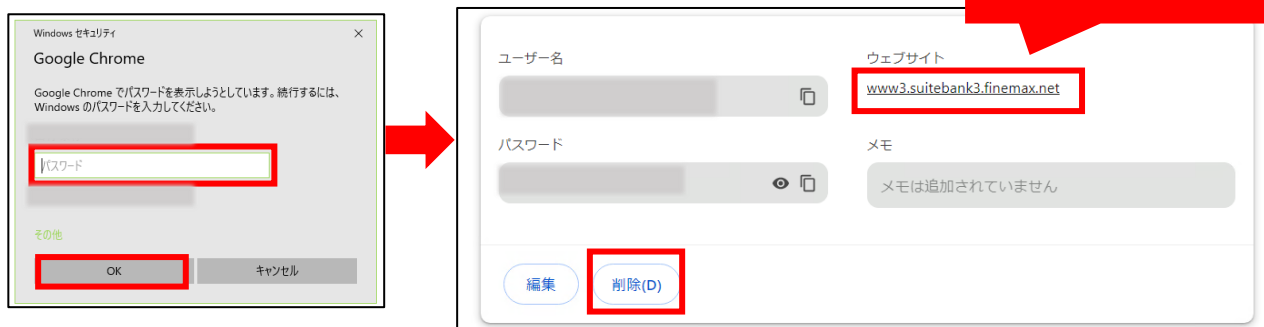 Windows セキュリティ
Google Chrome
Google Chrome でパスワードを表示しようとしています。続行するには、
Windows のパスワードを入力してください。
パスワード
その他
OK
キャンセル
ユーザー名
パスワード
ウェブサイト
www3.suitebank3.finemax.net
メモ
メモは追加されていません
編集
削除(D)